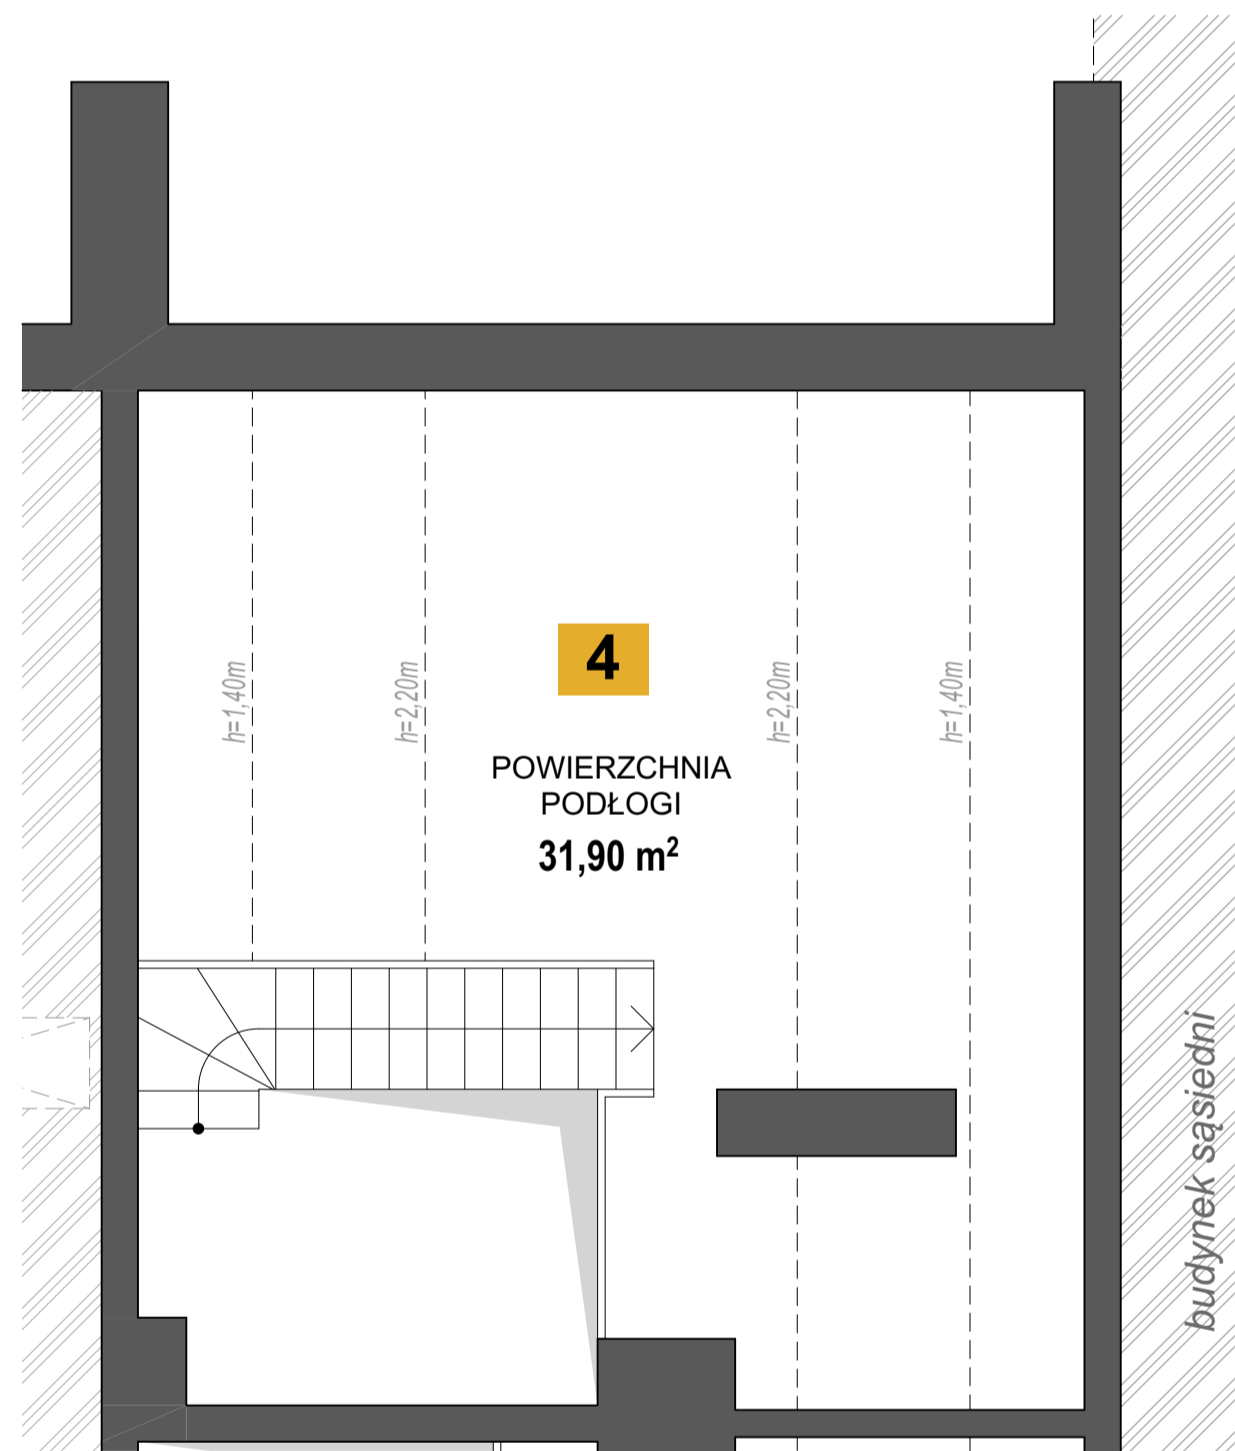 4
h=1,40m
h=2,20m
h=2,20m
h=1,40m
POWIERZCHNIA
PODŁOGI
31,90 m²
budynek sąsiedni